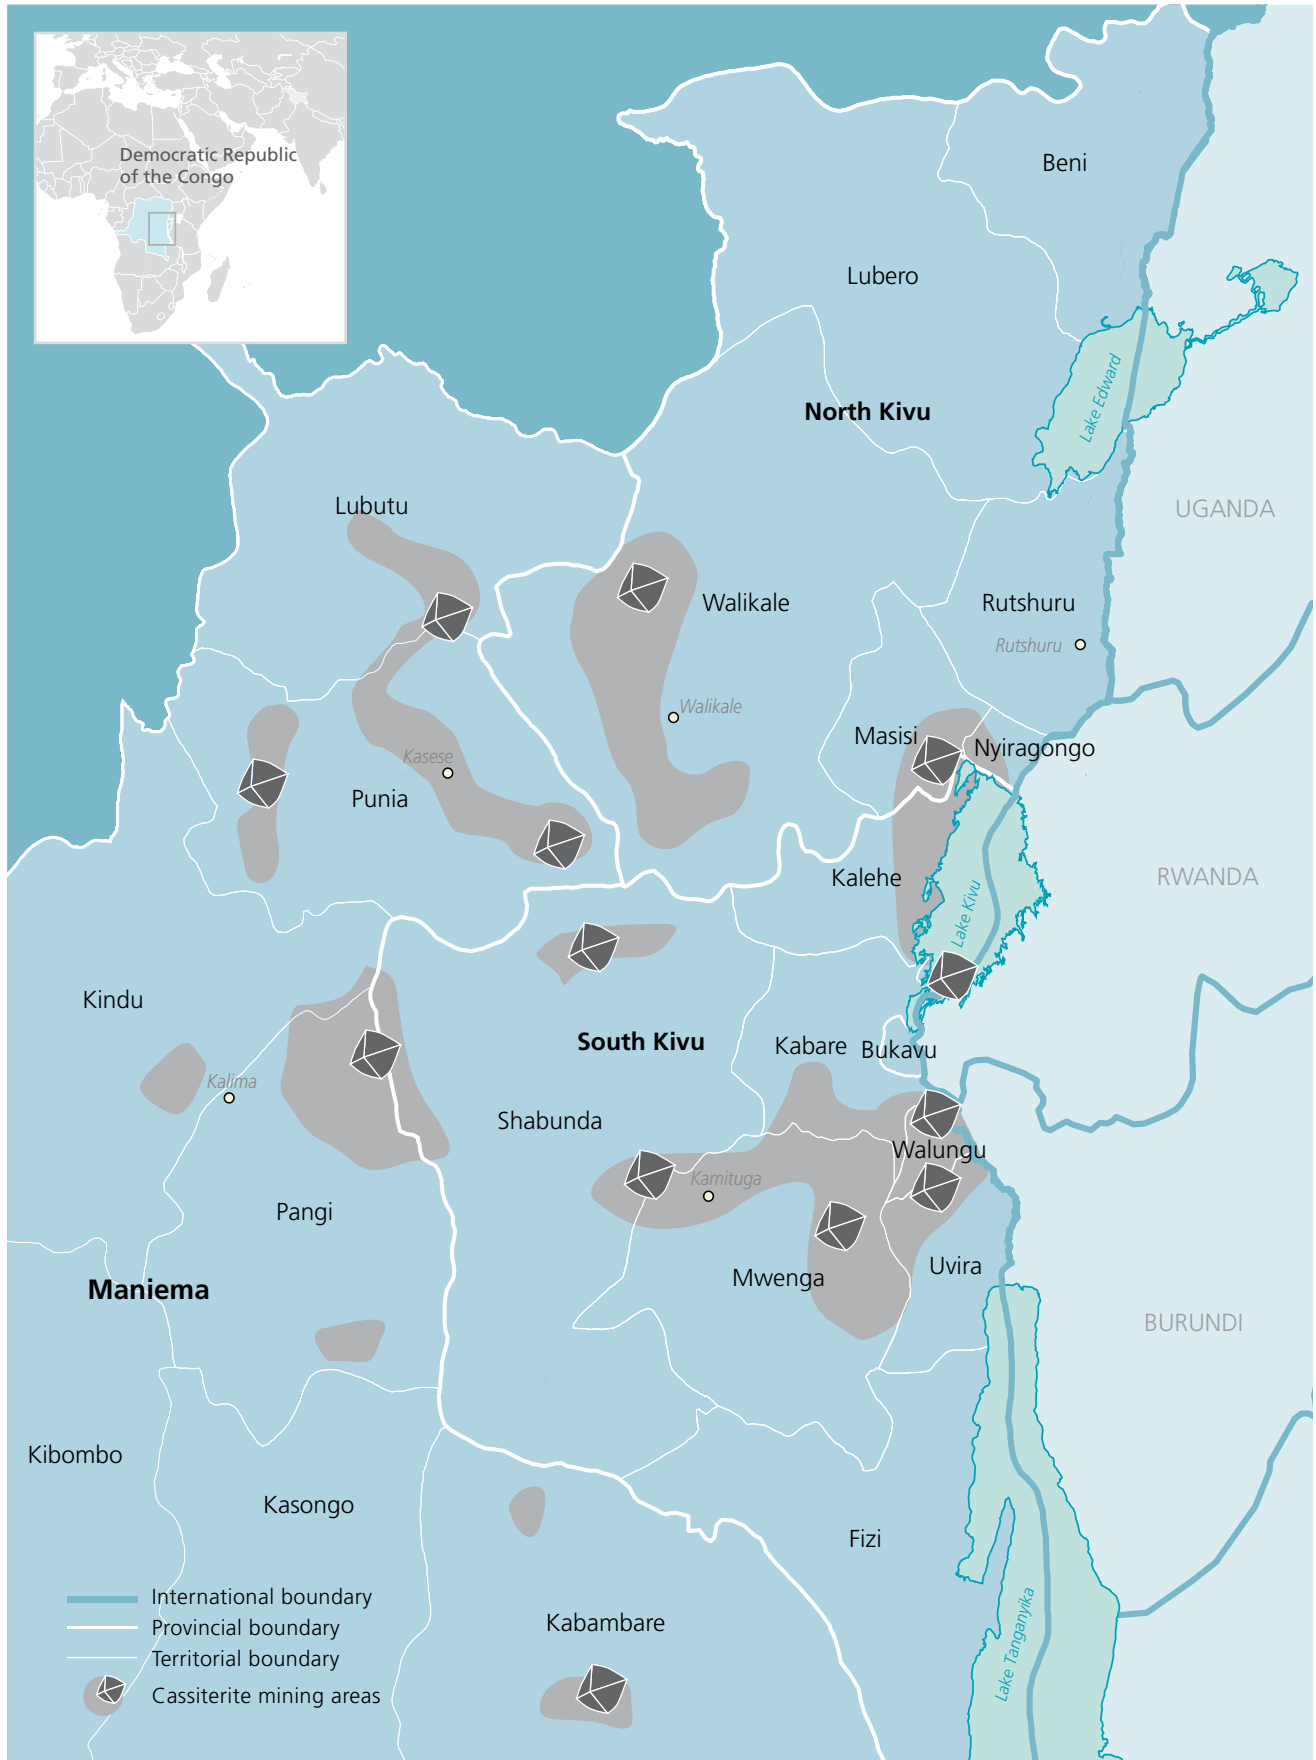 Democratic Republic
of the Congo
Beni
Lubero
Lake Edward
North Kivu
UGANDA
Lubutu
Walikale
Rutshuru
Rutshuru
Walikale
Masisi
Nyiragongo
Kasese
Punia
Kalehe
RWANDA
Lake Kivu
Kindu
South Kivu
Kabare
Bukavu
Kalima
Shabunda
Walungu
Kamituga
Pangi
Uvira
Mwenga
Maniema
BURUNDI
Kibombo
Kasongo
Fizi
International boundary
Kabambare
Provincial boundary
Lake Tanganyika
Territorial boundary
Cassiterite mining areas